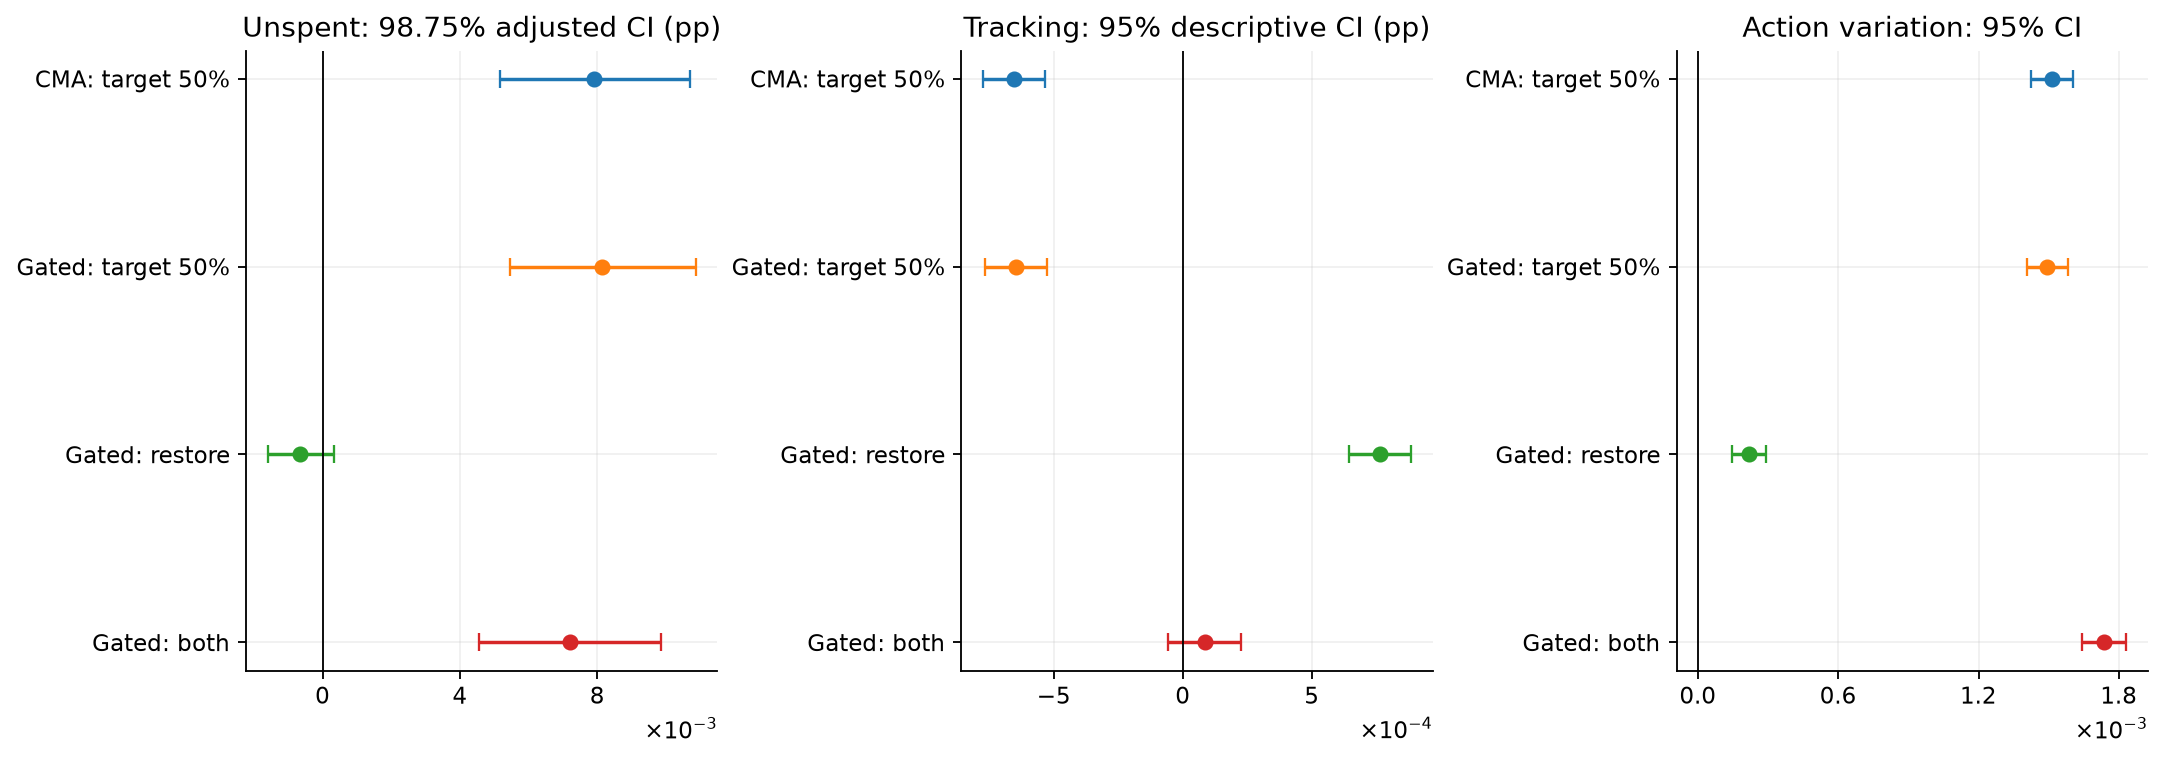 Unspent: 98.75% adjusted CI (pp)
CMA: target 50%
Gated: target 50%
Gated: restore
Gated: both
0 4 8
×10⁻³
Tracking: 95% descriptive CI (pp)
CMA: target 50%
Gated: target 50%
Gated: restore
Gated: both
−5 0 5
×10⁻⁴
Action variation: 95% CI
CMA: target 50%
Gated: target 50%
Gated: restore
Gated: both
0.0 0.6 1.2 1.8
×10⁻³